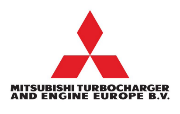 MITSUBISHI TURBOCHARGER
AND ENGINE EUROPE B.V.